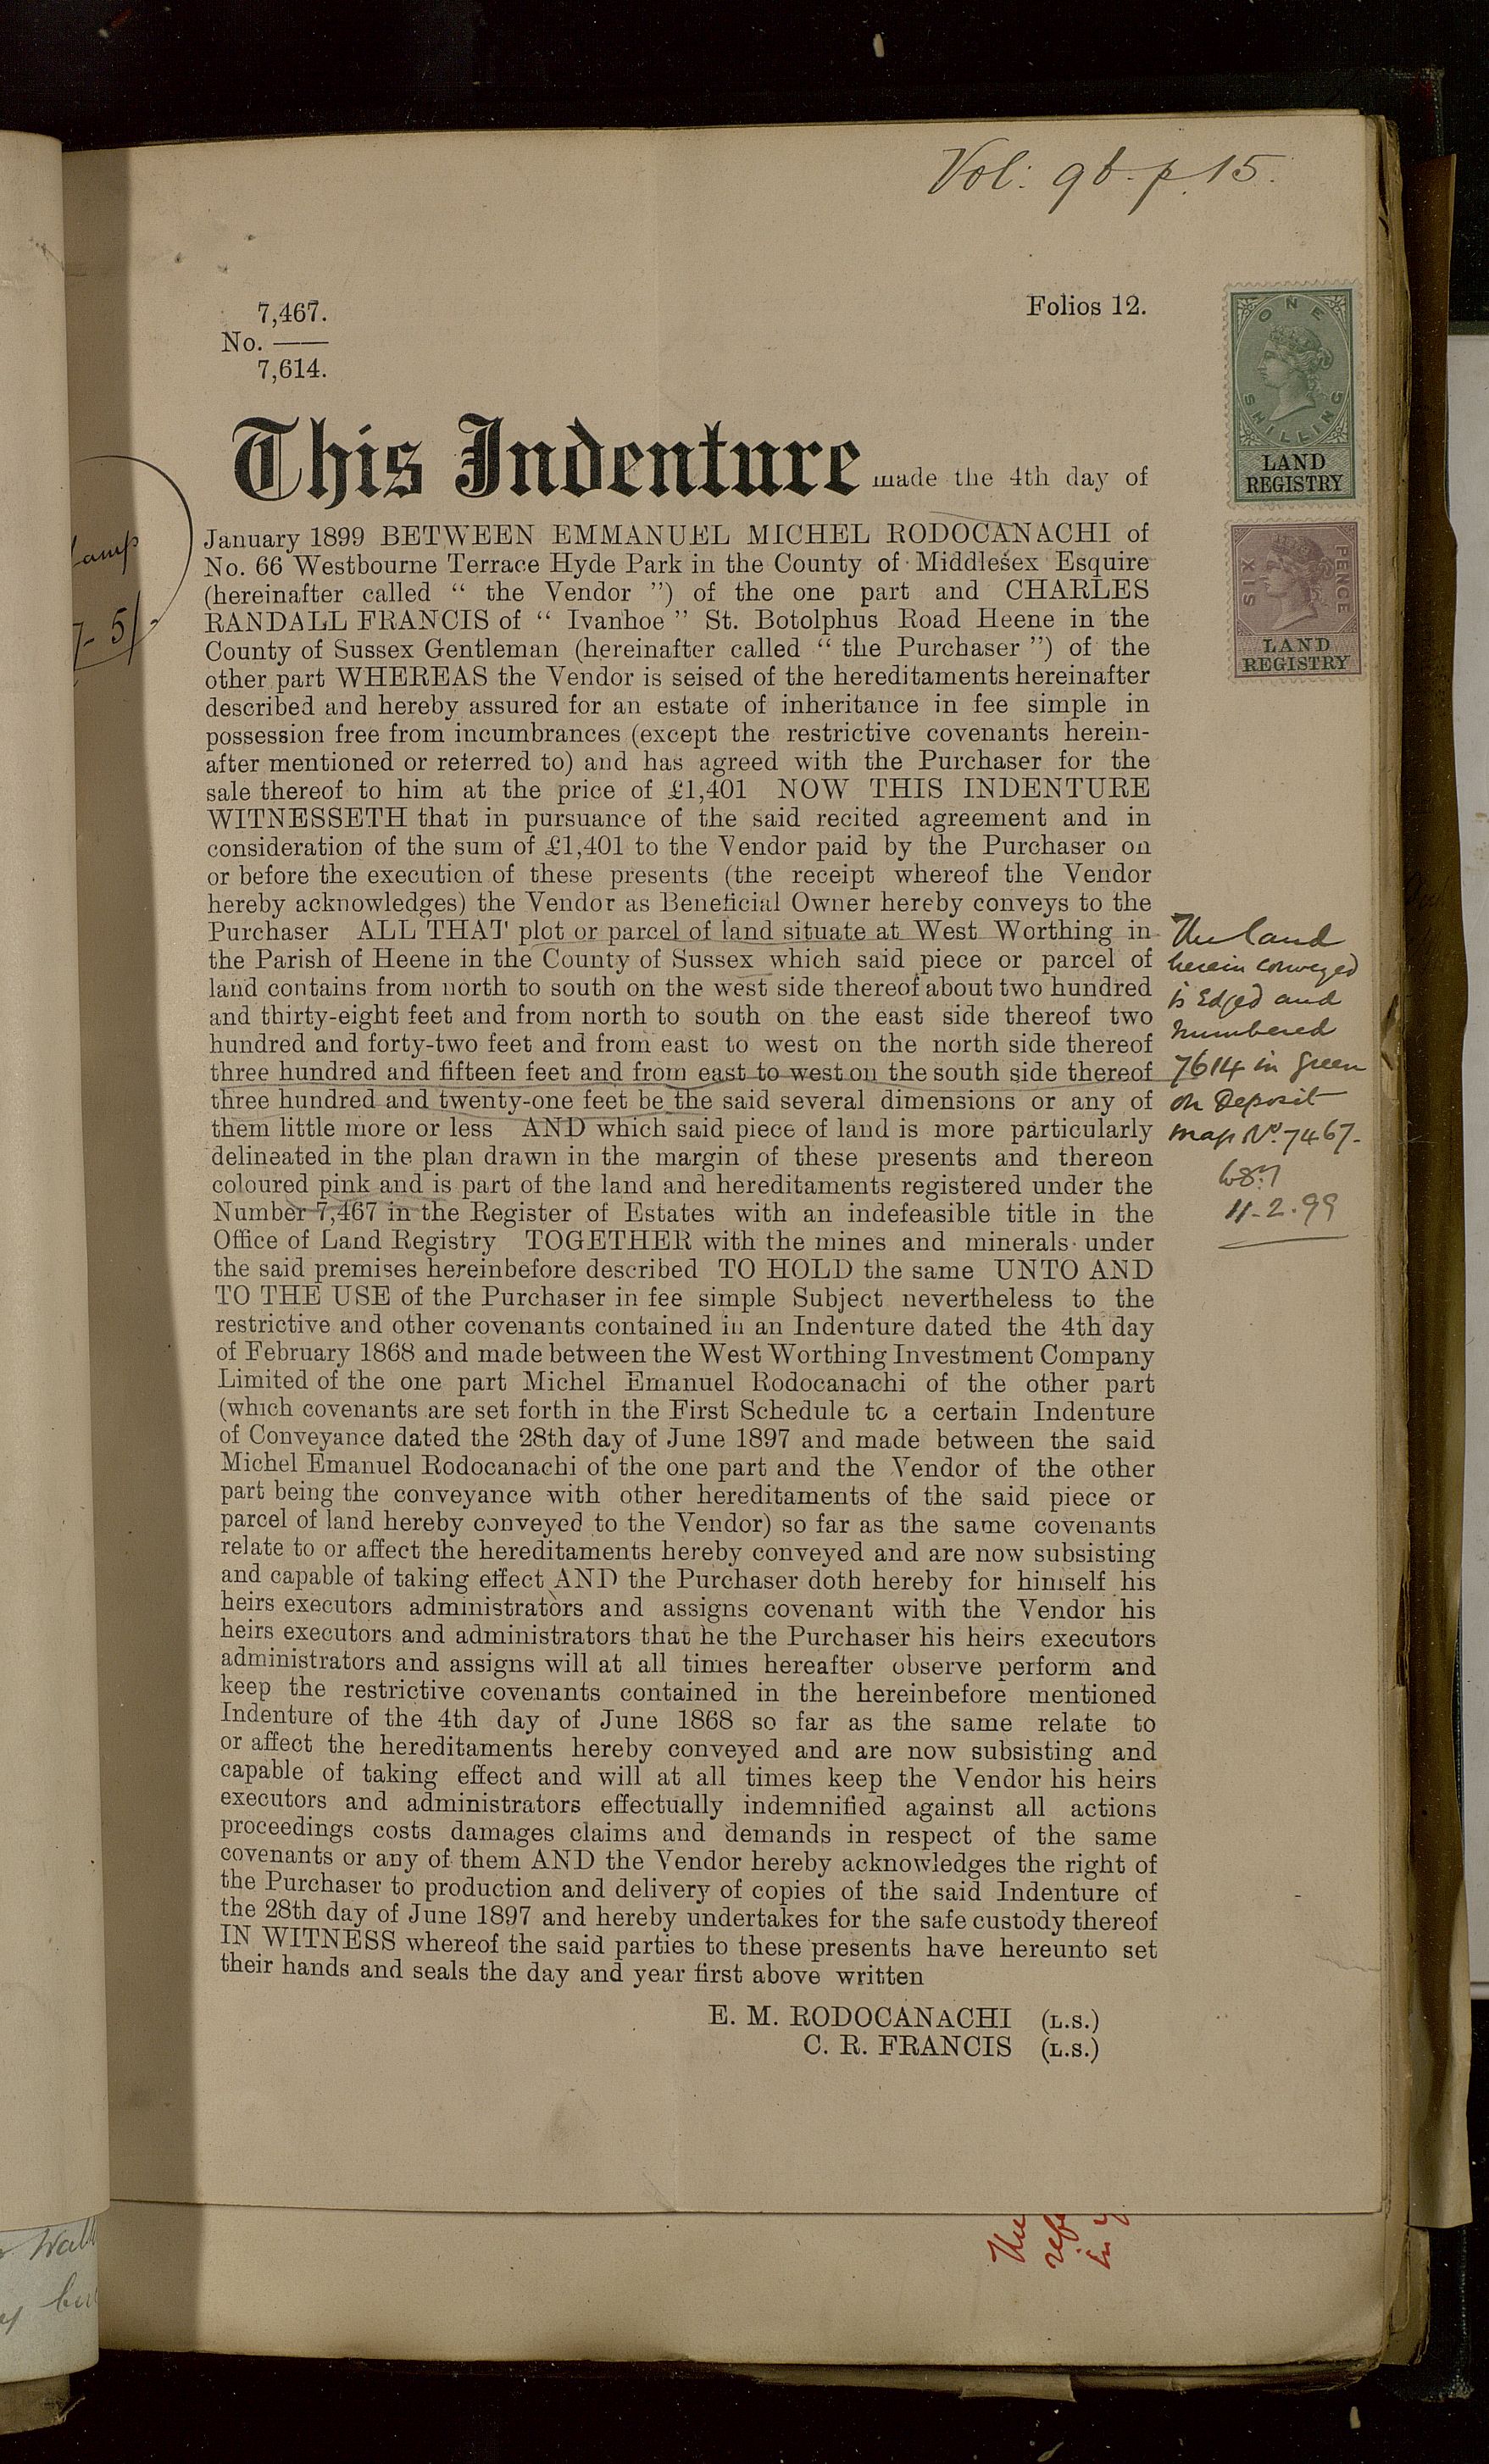 Vol: 96. p. 15.
7,467.
Folios 12.
No. ——
7,614.
ONE
SHILLING
LAND
REGISTRY
This Indenture made the 4th day of
SIX
PENCE
LAND
REGISTRY
January 1899 BETWEEN EMMANUEL MICHEL RODOCANACHI of
No. 66 Westbourne Terrace Hyde Park in the County of Middlesex Esquire
(hereinafter called “ the Vendor ”) of the one part and CHARLES
RANDALL FRANCIS of “ Ivanhoe ” St. Botolphus Road Heene in the
County of Sussex Gentleman (hereinafter called “ the Purchaser ”) of the
other part WHEREAS the Vendor is seised of the hereditaments hereinafter
described and hereby assured for an estate of inheritance in fee simple in
possession free from incumbrances (except the restrictive covenants herein-
after mentioned or referred to) and has agreed with the Purchaser for the
sale thereof to him at the price of £1,401 NOW THIS INDENTURE
WITNESSETH that in pursuance of the said recited agreement and in
consideration of the sum of £1,401 to the Vendor paid by the Purchaser on
or before the execution of these presents (the receipt whereof the Vendor
hereby acknowledges) the Vendor as Beneficial Owner hereby conveys to the
Purchaser ALL THAT plot or parcel of land situate at West Worthing in
the Parish of Heene in the County of Sussex which said piece or parcel of
land contains from north to south on the west side thereof about two hundred
and thirty-eight feet and from north to south on the east side thereof two
hundred and forty-two feet and from east to west on the north side thereof
three hundred and fifteen feet and from east to west on the south side thereof
three hundred and twenty-one feet be the said several dimensions or any of
them little more or less AND which said piece of land is more particularly
delineated in the plan drawn in the margin of these presents and thereon
coloured pink and is part of the land and hereditaments registered under the
Number 7,467 in the Register of Estates with an indefeasible title in the
Office of Land Registry TOGETHER with the mines and minerals under
the said premises hereinbefore described TO HOLD the same UNTO AND
TO THE USE of the Purchaser in fee simple Subject nevertheless to the
restrictive and other covenants contained in an Indenture dated the 4th day
of February 1868 and made between the West Worthing Investment Company
Limited of the one part Michel Emanuel Rodocanachi of the other part
(which covenants are set forth in the First Schedule to a certain Indenture
of Conveyance dated the 28th day of June 1897 and made between the said
Michel Emanuel Rodocanachi of the one part and the Vendor of the other
part being the conveyance with other hereditaments of the said piece or
parcel of land hereby conveyed to the Vendor) so far as the same covenants
relate to or affect the hereditaments hereby conveyed and are now subsisting
and capable of taking effect AND the Purchaser doth hereby for himself his
heirs executors administrators and assigns covenant with the Vendor his
heirs executors and administrators that he the Purchaser his heirs executors
administrators and assigns will at all times hereafter observe perform and
keep the restrictive covenants contained in the hereinbefore mentioned
Indenture of the 4th day of June 1868 so far as the same relate to
or affect the hereditaments hereby conveyed and are now subsisting and
capable of taking effect and will at all times keep the Vendor his heirs
executors and administrators effectually indemnified against all actions
proceedings costs damages claims and demands in respect of the same
covenants or any of them AND the Vendor hereby acknowledges the right of
the Purchaser to production and delivery of copies of the said Indenture of
the 28th day of June 1897 and hereby undertakes for the safe custody thereof
IN WITNESS whereof the said parties to these presents have hereunto set
their hands and seals the day and year first above written
E. M. RODOCANACHI (L.S.)
C. R. FRANCIS (L.S.)
The land
herein conveyed
is Edged and
numbered
7614 in green
on Deposit
map No. 7467.
11.2.99